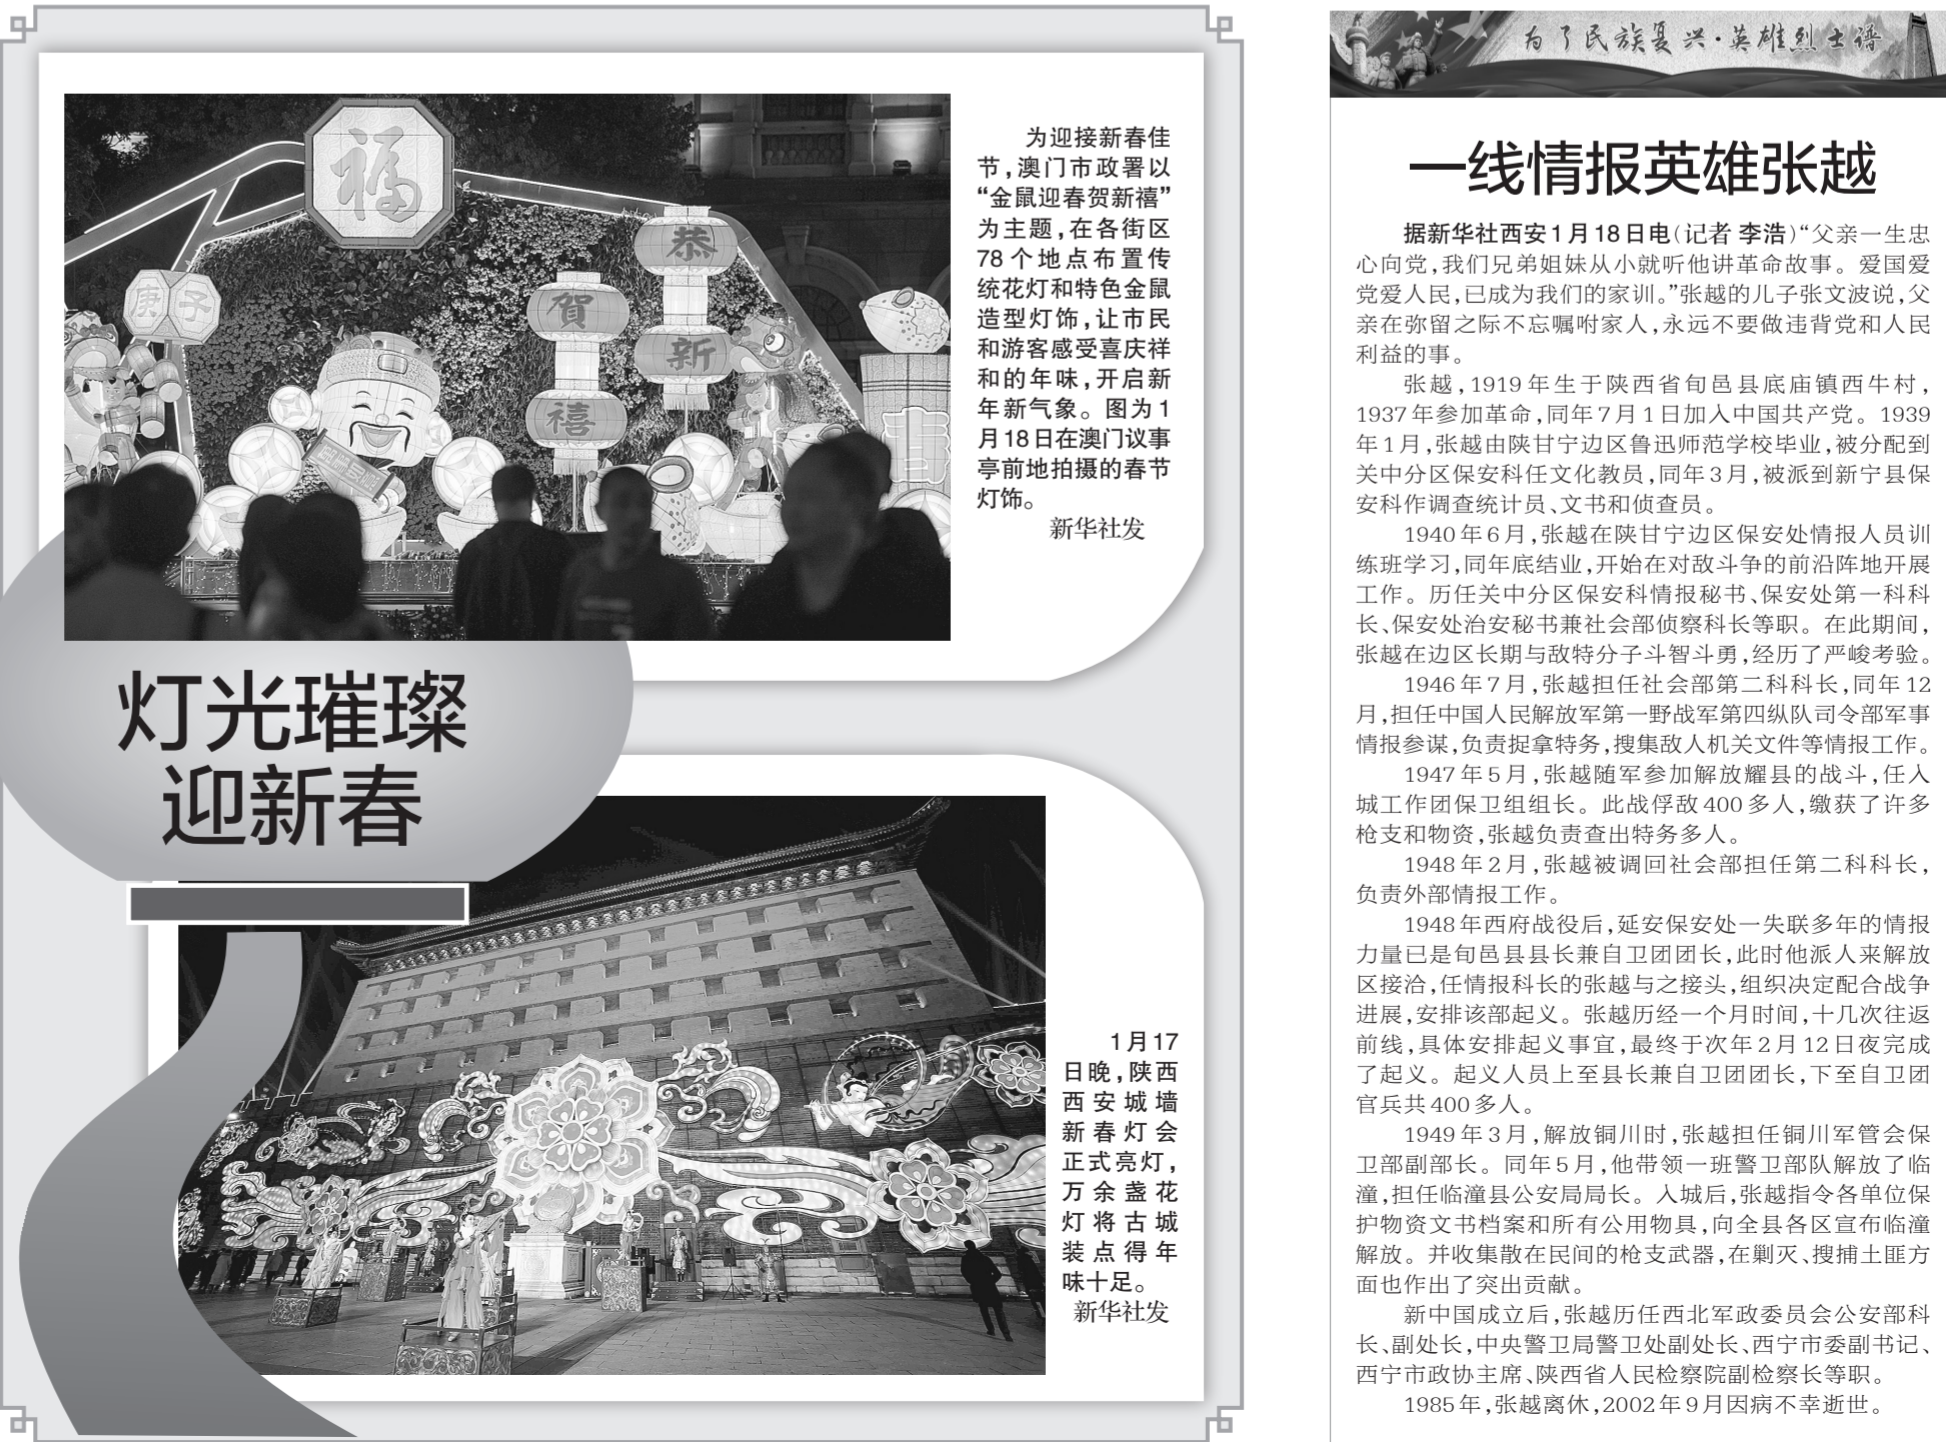 福
庚子
恭
新
賀
禧
为迎接新春佳
节，澳门市政署以
“金鼠迎春贺新禧”
为主题，在各街区
78个地点布置传
统花灯和特色金鼠
造型灯饰，让市民
和游客感受喜庆祥
和的年味，开启新
年新气象。图为1
月18日在澳门议事
亭前地拍摄的春节
灯饰。
新华社发
灯光璀璨
迎新春
1月17
日晚，陕西
西安城墙
新春灯会
正式亮灯，
万余盏花
灯将古城
装点得年
味十足。
新华社发
为了民族复兴·英雄烈士谱
一线情报英雄张越
据新华社西安1月18日电（记者 李浩）“父亲一生忠
心向党，我们兄弟姐妹从小就听他讲革命故事。爱国爱
党爱人民，已成为我们的家训。”张越的儿子张文波说，父
亲在弥留之际不忘嘱咐家人，永远不要做违背党和人民
利益的事。
张越，1919年生于陕西省旬邑县底庙镇西牛村，
1937年参加革命，同年7月1日加入中国共产党。1939
年1月，张越由陕甘宁边区鲁迅师范学校毕业，被分配到
关中分区保安科任文化教员，同年3月，被派到新宁县保
安科作调查统计员、文书和侦查员。
1940年6月，张越在陕甘宁边区保安处情报人员训
练班学习，同年底结业，开始在对敌斗争的前沿阵地开展
工作。历任关中分区保安科情报秘书、保安处第一科科
长、保安处治安秘书兼社会部侦察科长等职。在此期间，
张越在边区长期与敌特分子斗智斗勇，经历了严峻考验。
1946年7月，张越担任社会部第二科科长，同年12
月，担任中国人民解放军第一野战军第四纵队司令部军事
情报参谋，负责捉拿特务，搜集敌人机关文件等情报工作。
1947年5月，张越随军参加解放耀县的战斗，任入
城工作团保卫组组长。此战俘敌400多人，缴获了许多
枪支和物资，张越负责查出特务多人。
1948年2月，张越被调回社会部担任第二科科长，
负责外部情报工作。
1948年西府战役后，延安保安处一失联多年的情报
力量已是旬邑县县长兼自卫团团长，此时他派人来解放
区接洽，任情报科长的张越与之接头，组织决定配合战争
进展，安排该部起义。张越历经一个月时间，十几次往返
前线，具体安排起义事宜，最终于次年2月12日夜完成
了起义。起义人员上至县长兼自卫团团长，下至自卫团
官兵共400多人。
1949年3月，解放铜川时，张越担任铜川军管会保
卫部副部长。同年5月，他带领一班警卫部队解放了临
潼，担任临潼县公安局局长。入城后，张越指令各单位保
护物资文书档案和所有公用物具，向全县各区宣布临潼
解放。并收集散在民间的枪支武器，在剿灭、搜捕土匪方
面也作出了突出贡献。
新中国成立后，张越历任西北军政委员会公安部科
长、副处长，中央警卫局警卫处副处长、西宁市委副书记、
西宁市政协主席、陕西省人民检察院副检察长等职。
1985年，张越离休，2002年9月因病不幸逝世。